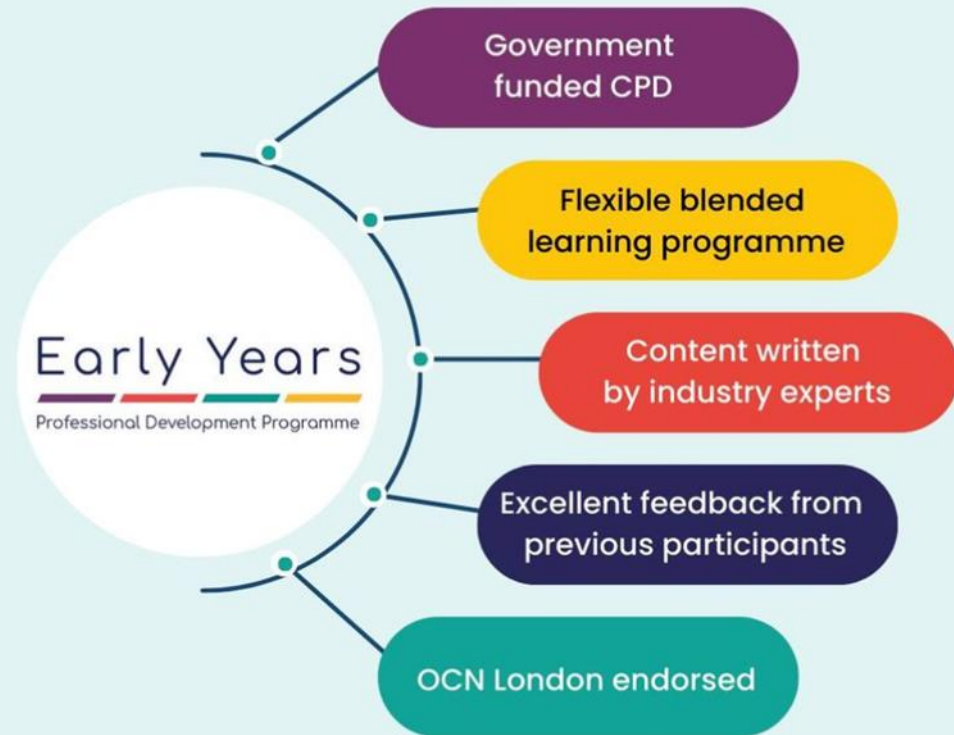 Government
funded CPD
Flexible blended
learning programme
Early Years
Professional Development Programme
Content written
by industry experts
Excellent feedback from
previous participants
OCN London endorsed